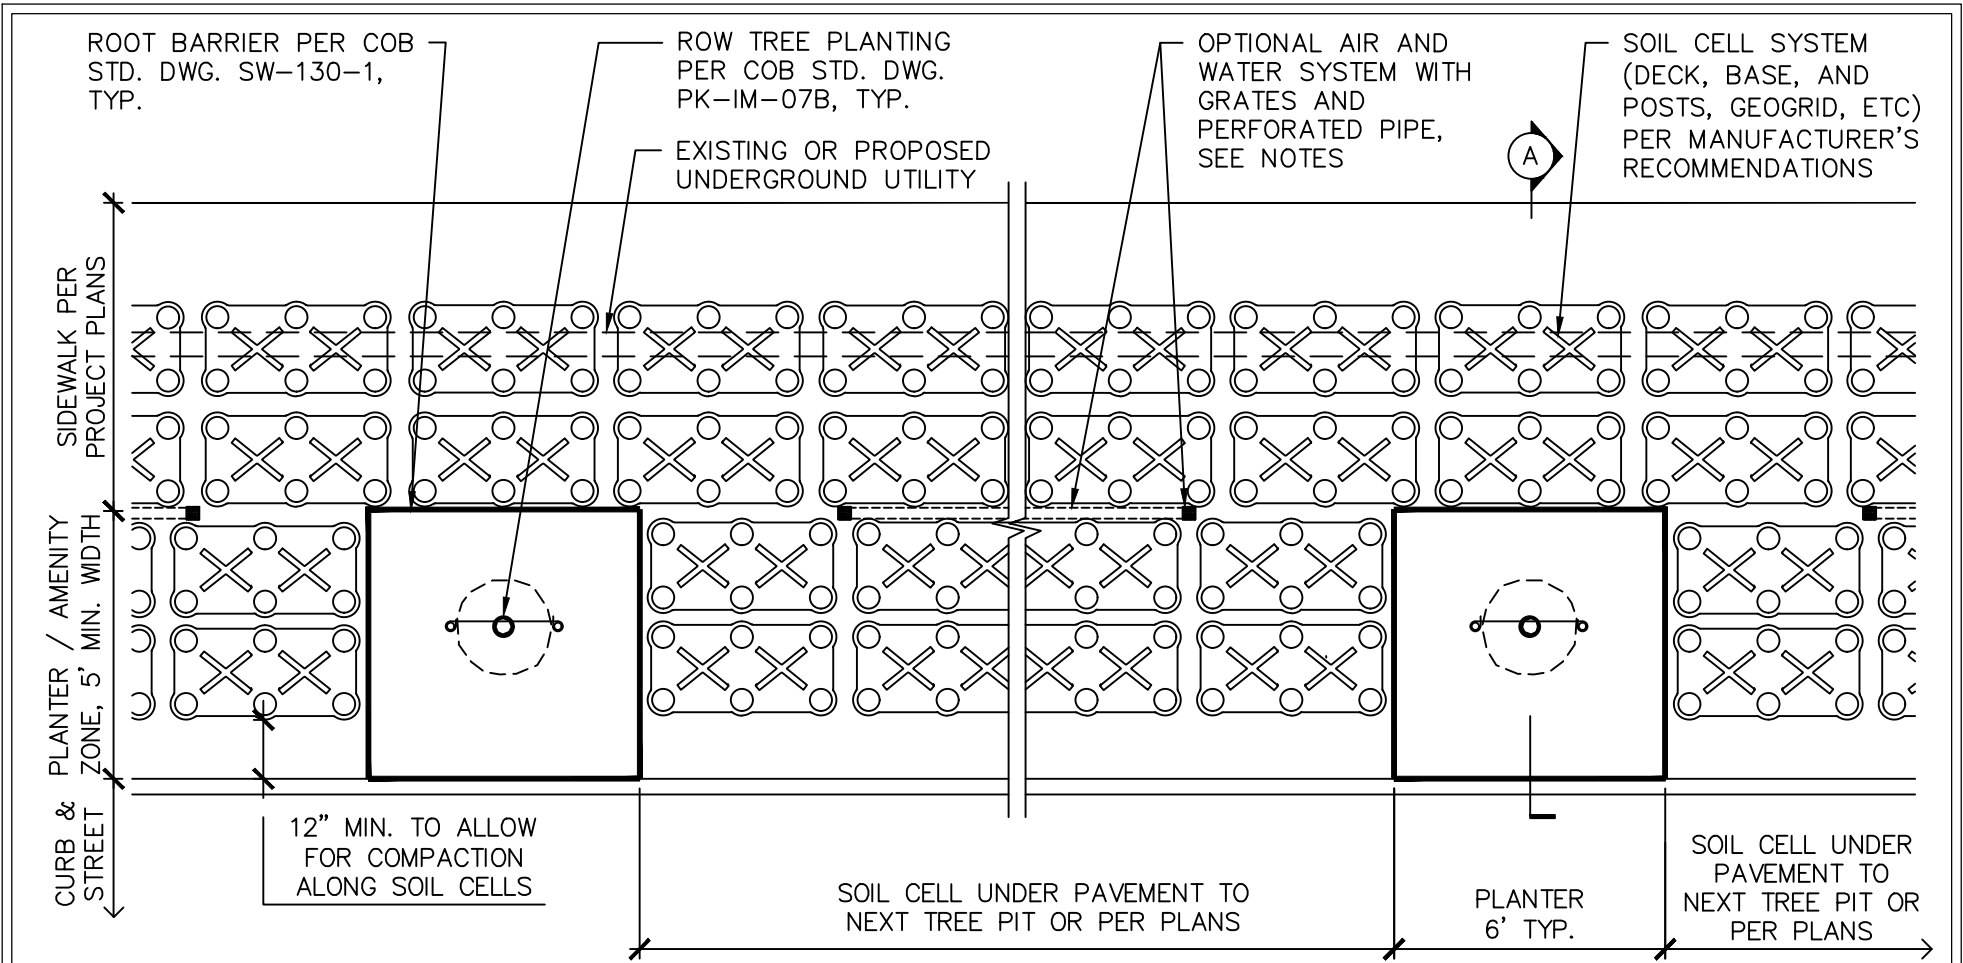 ROOT BARRIER PER COB
STD. DWG. SW-130-1,
TYP.
ROW TREE PLANTING
PER COB STD. DWG.
PK-IM-07B, TYP.
EXISTING OR PROPOSED
UNDERGROUND UTILITY
OPTIONAL AIR AND
WATER SYSTEM WITH
GRATES AND
PERFORATED PIPE,
SEE NOTES
A
SOIL CELL SYSTEM
(DECK, BASE, AND
POSTS, GEOGRID, ETC)
PER MANUFACTURER'S
RECOMMENDATIONS
SIDEWALK PER
PROJECT PLANS
PLANTER / AMENITY
ZONE, 5' MIN. WIDTH
CURB &
STREET
12" MIN. TO ALLOW
FOR COMPACTION
ALONG SOIL CELLS
SOIL CELL UNDER PAVEMENT TO
NEXT TREE PIT OR PER PLANS
PLANTER
6' TYP.
SOIL CELL UNDER
PAVEMENT TO
NEXT TREE PIT OR
PER PLANS